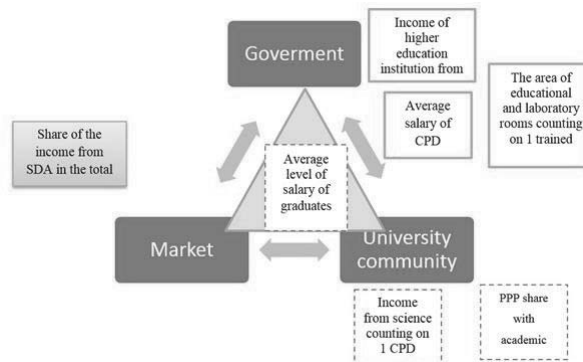 Goverment
Income of
higher
education
institution from
The area of
educational
and laboratory
rooms counting
on 1 trained
Average
salary of
CPD
Share of the
income from
SDA in the total
Average
level of
salary of
graduates
Market
University
community
Income
from science
counting on
1 CPD
PPP share
with
academic